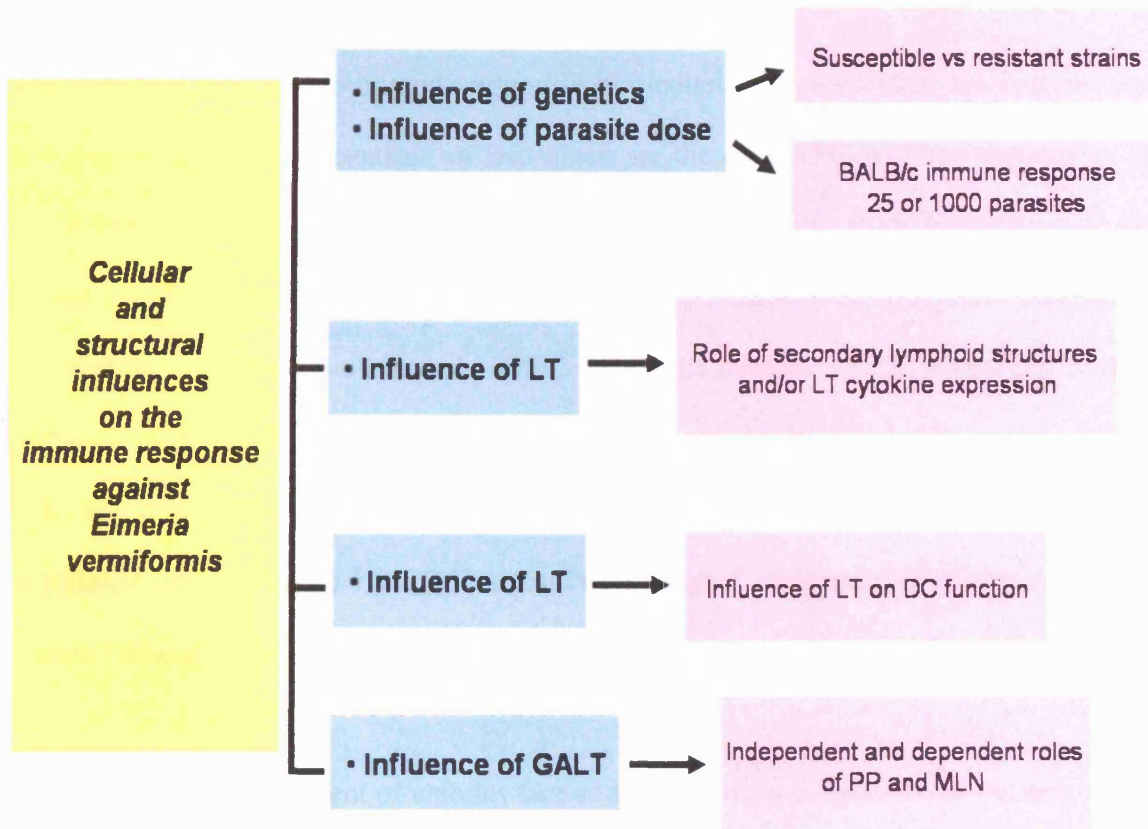 Cellular
and
structural
influences
on the
immune response
against
Eimeria
vermiformis
· Influence of genetics
· Influence of parasite dose
Susceptible vs resistant strains
BALB/c immune response
25 or 1000 parasites
· Influence of LT
Role of secondary lymphoid structures
and/or LT cytokine expression
· Influence of LT
Influence of LT on DC function
· Influence of GALT
Independent and dependent roles
of PP and MLN